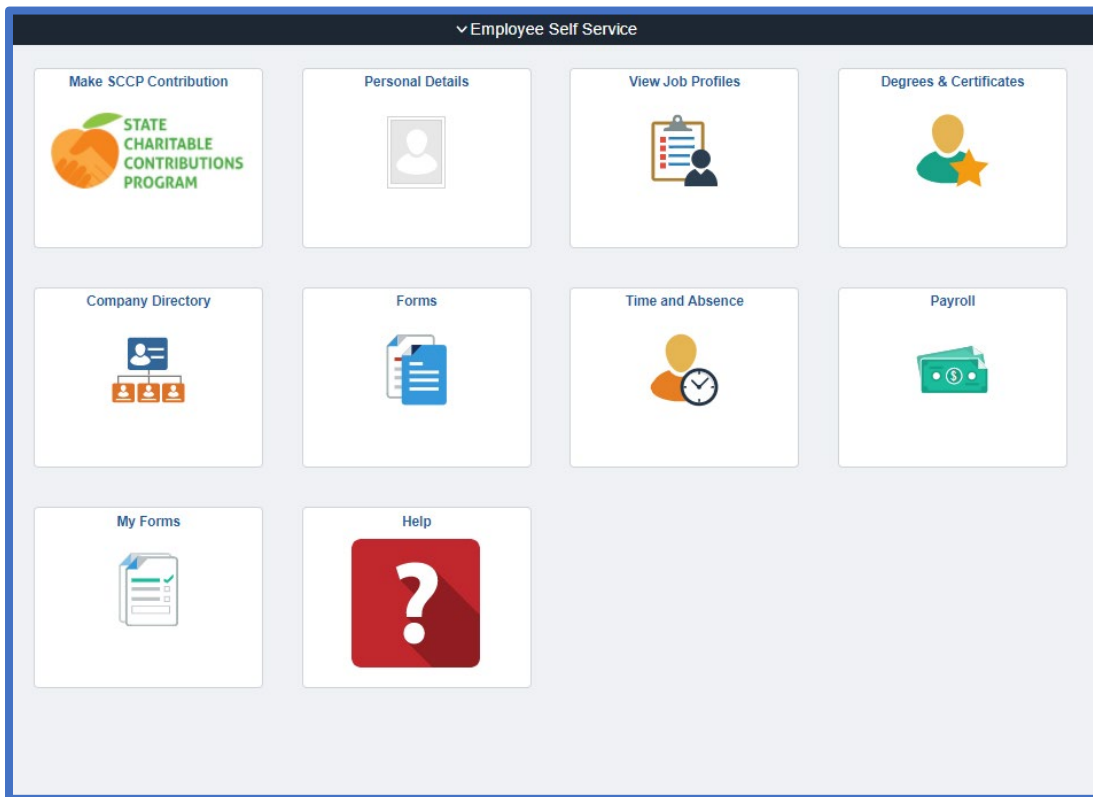 Employee Self Service
Make SCCP Contribution
Personal Details
View Job Profiles
Degrees & Certificates
STATE
CHARITABLE
CONTRIBUTIONS
PROGRAM
Company Directory
Forms
Time and Absence
Payroll
$
My Forms
Help
?